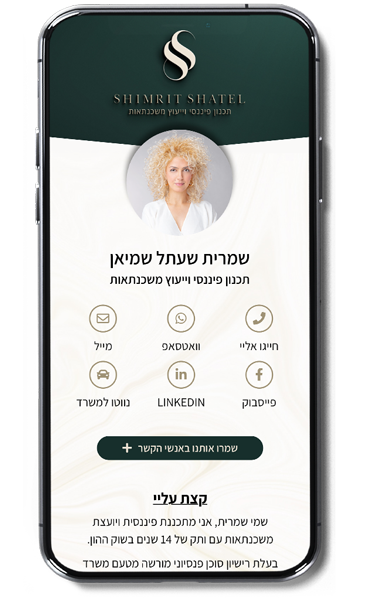 SHIMRIT SHATEL
תכנון פיננסי וייעוץ משכנתאות
שמרית שעתל שמיאן
תכנון פיננסי וייעוץ משכנתאות
חייגו אליי
וואטסאפ
מייל
פייסבוק
LINKEDIN
נווטו למשרד
שמרו אותנו באנשי הקשר +
קצת עליי
שמי שמרית, אני מתכננת פיננסית ויועצת
משכנתאות עם ותק של 14 שנים בשוק ההון.
בעלת רישיון סוכן פנסיוני מורשה מטעם משרד